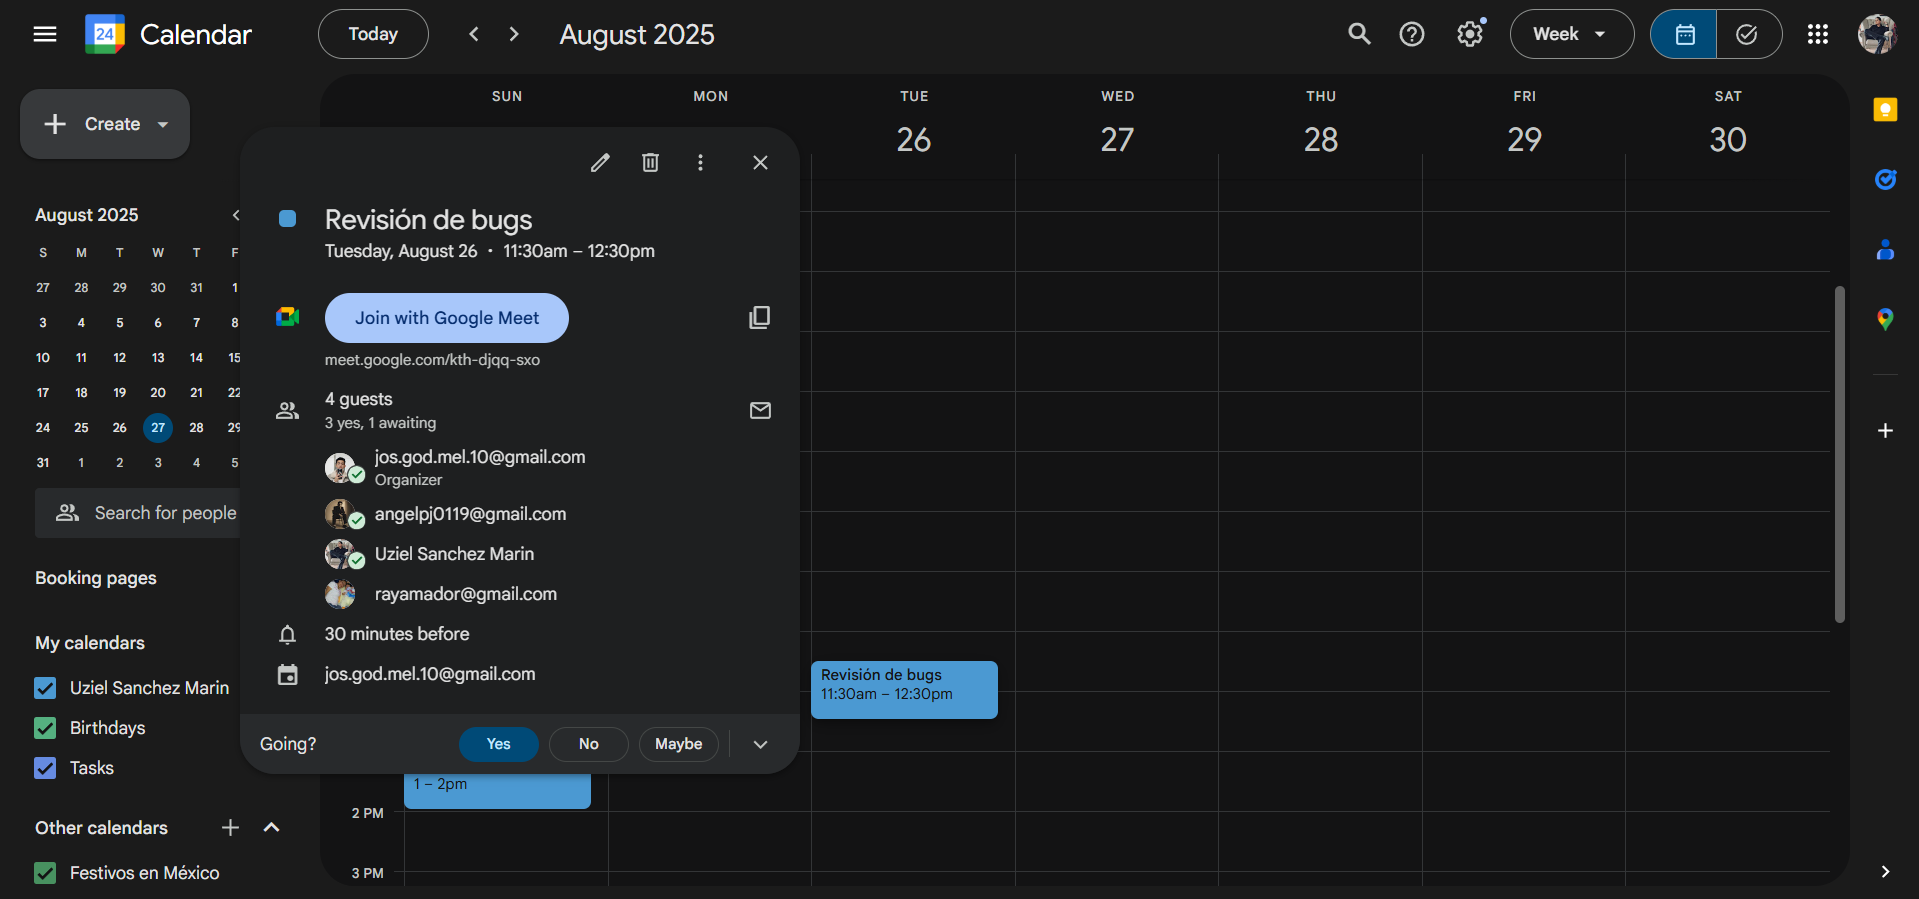 24 Calendar Today August 2025 Week
Create
August 2025
S M T W T F
27 28 29 30 31 1
3 4 5 6 7 8
10 11 12 13 14 15
17 18 19 20 21 22
24 25 26 27 28 29
31 1 2 3 4 5
Search for people
Booking pages
My calendars
Uziel Sanchez Marin
Birthdays
Tasks
Other calendars
Festivos en México
Revisión de bugs
Tuesday, August 26 · 11:30am – 12:30pm
Join with Google Meet
meet.google.com/kth-djqq-sxo
4 guests
3 yes, 1 awaiting
jos.god.mel.10@gmail.com
Organizer
angelpj0119@gmail.com
Uziel Sanchez Marin
rayamador@gmail.com
30 minutes before
jos.god.mel.10@gmail.com
Going? Yes No Maybe
SUN MON TUE WED THU FRI SAT
26 27 28 29 30
Revisión de bugs
11:30am – 12:30pm
1 – 2pm
2 PM
3 PM